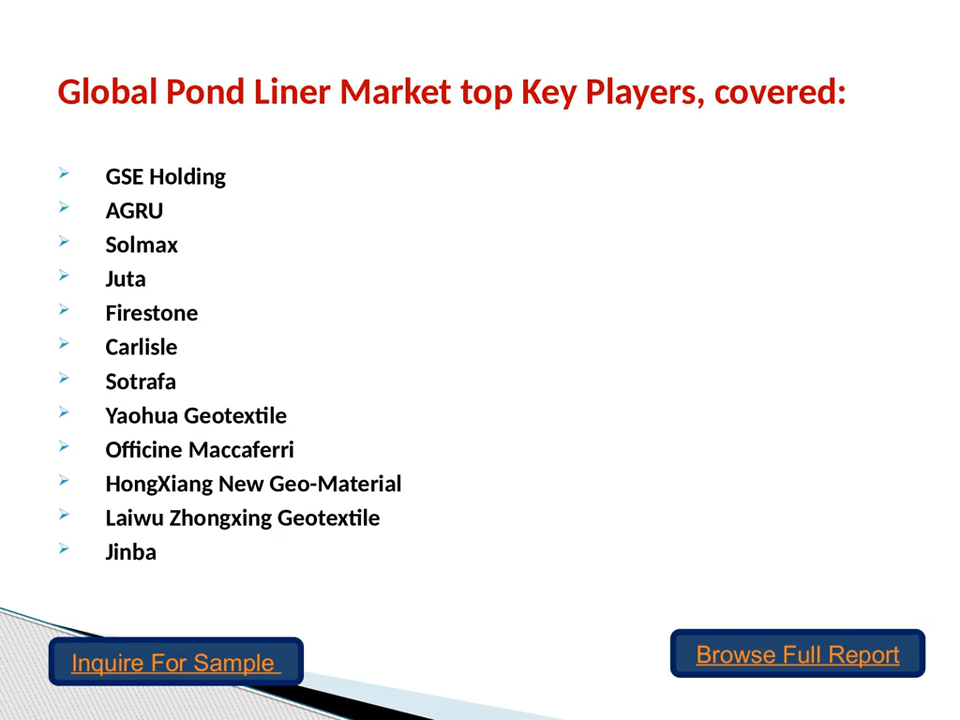 Global Pond Liner Market top Key Players, covered:
GSE Holding
AGRU
Solmax
Juta
Firestone
Carlisle
Sotrafa
Yaohua Geotextile
Officine Maccaferri
HongXiang New Geo-Material
Laiwu Zhongxing Geotextile
Jinba
Inquire For Sample
Browse Full Report